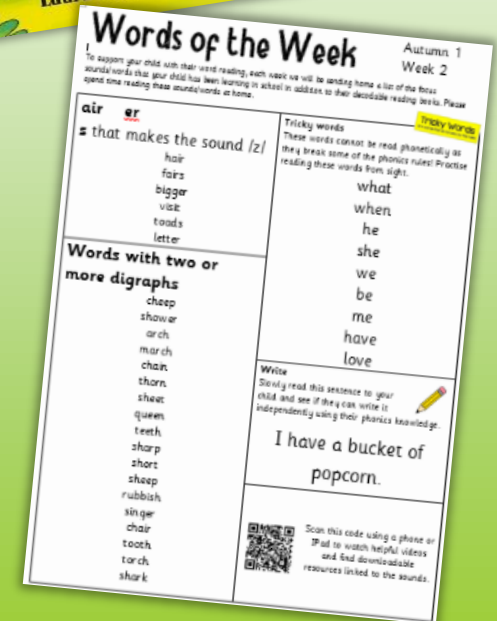 Words of the Week
Autumn 1
Week 2
To support your child with their word reading, each week we will be sending home a list of the focus
sounds/words that your child has been learning in school in addition to their decodable reading books. Please
spend time reading these sounds/words at home.
air er
s that makes the sound /z/
hair
fairs
bigger
visit
toads
letter
Words with two or
more digraphs
cheep
shower
arch
march
chain
thorn
sheet
queen
teeth
sharp
short
sheep
rubbish
singer
chair
tooth
torch
shark
Tricky words
Tricky Words
These words cannot be read phonetically as
they break some of the phonics rules! Practise
reading these words from sight.
what
when
he
she
we
be
me
have
love
Write
Slowly read this sentence to your
child and see if they can write it
independently using their phonics knowledge.
I have a bucket of
popcorn.
Scan this code using a phone or
IPad to watch helpful videos
and find downloadable
resources linked to the sounds.